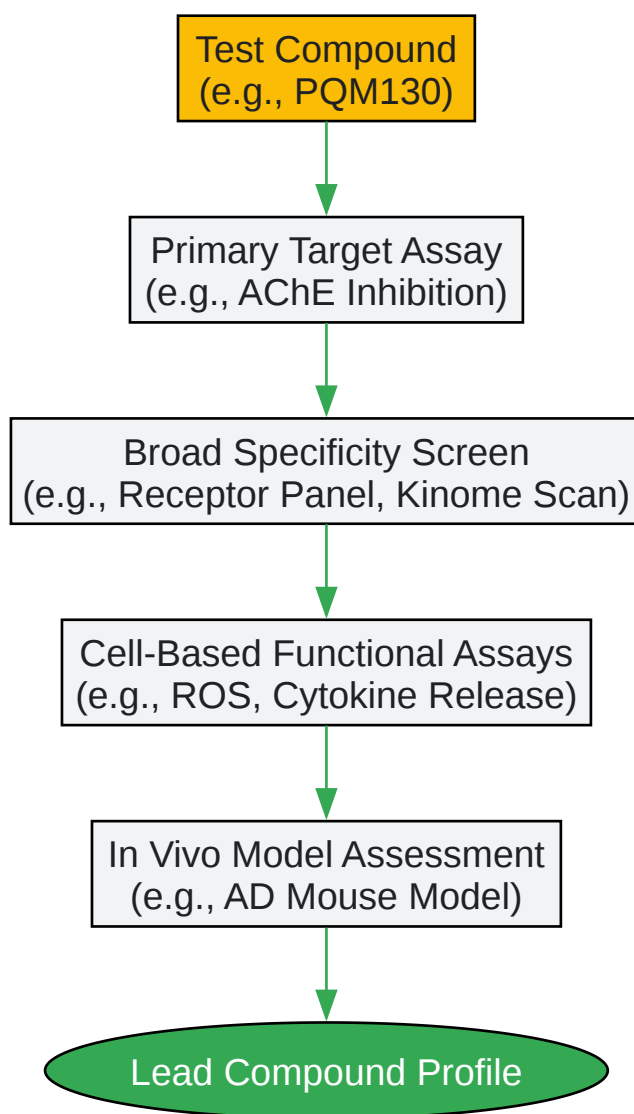 Test Compound
(e.g., PQM130)
Primary Target Assay
(e.g., AChE Inhibition)
Broad Specificity Screen
(e.g., Receptor Panel, Kinome Scan)
Cell-Based Functional Assays
(e.g., ROS, Cytokine Release)
In Vivo Model Assessment
(e.g., AD Mouse Model)
Lead Compound Profile